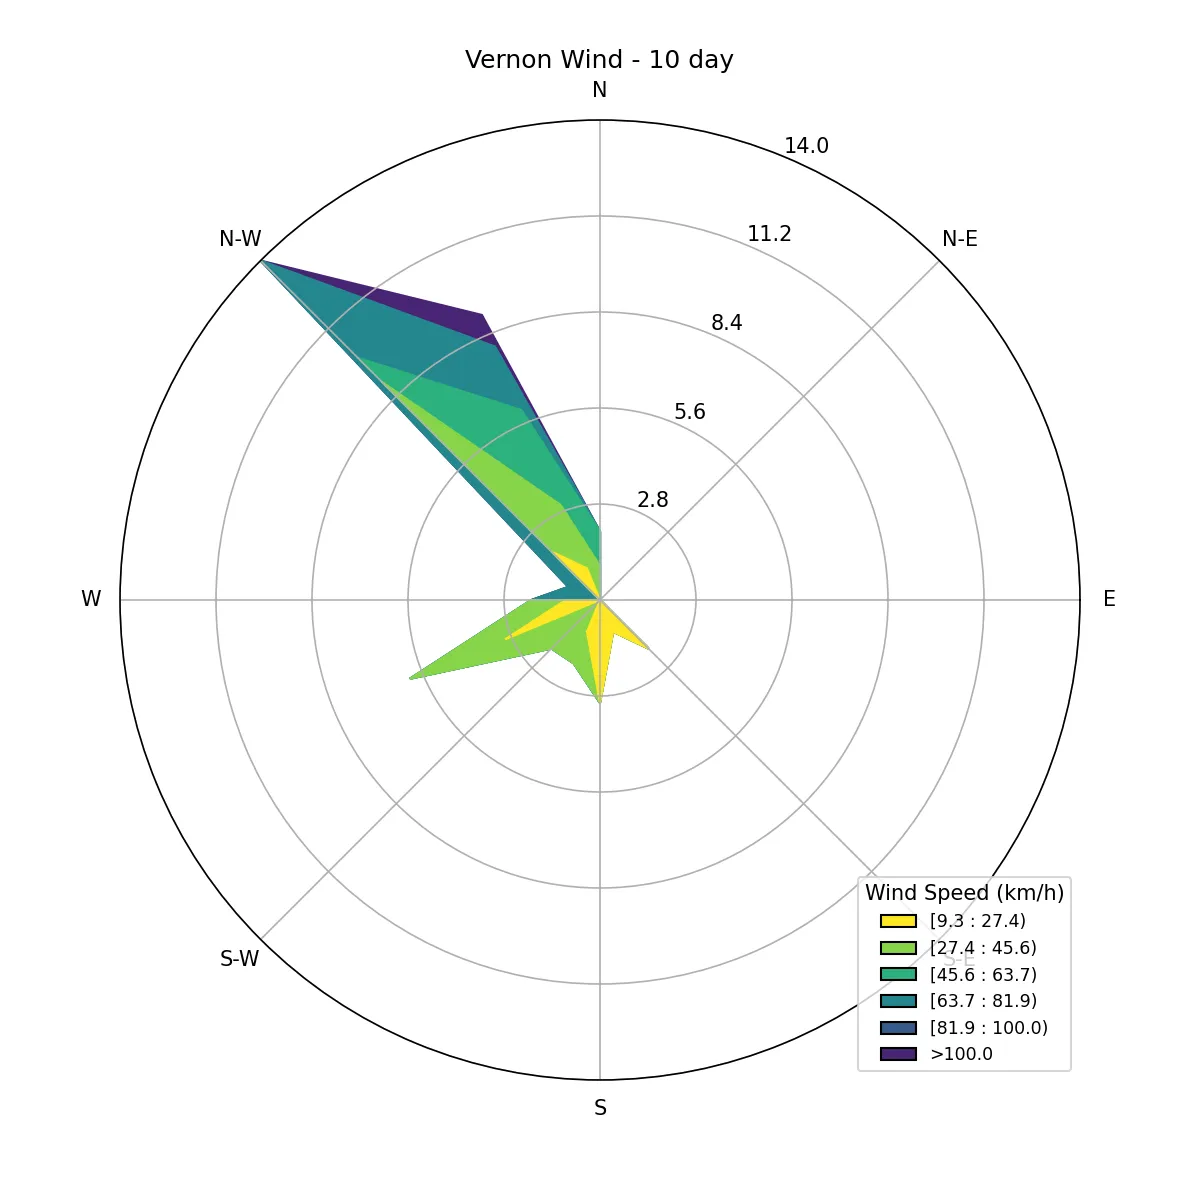 Vernon Wind - 10 day
N
14.0
11.2
N-W
N-E
8.4
5.6
2.8
W
E
S-W
S-E
S
Wind Speed (km/h)
[9.3 : 27.4)
[27.4 : 45.6)
[45.6 : 63.7)
[63.7 : 81.9)
[81.9 : 100.0)
>100.0